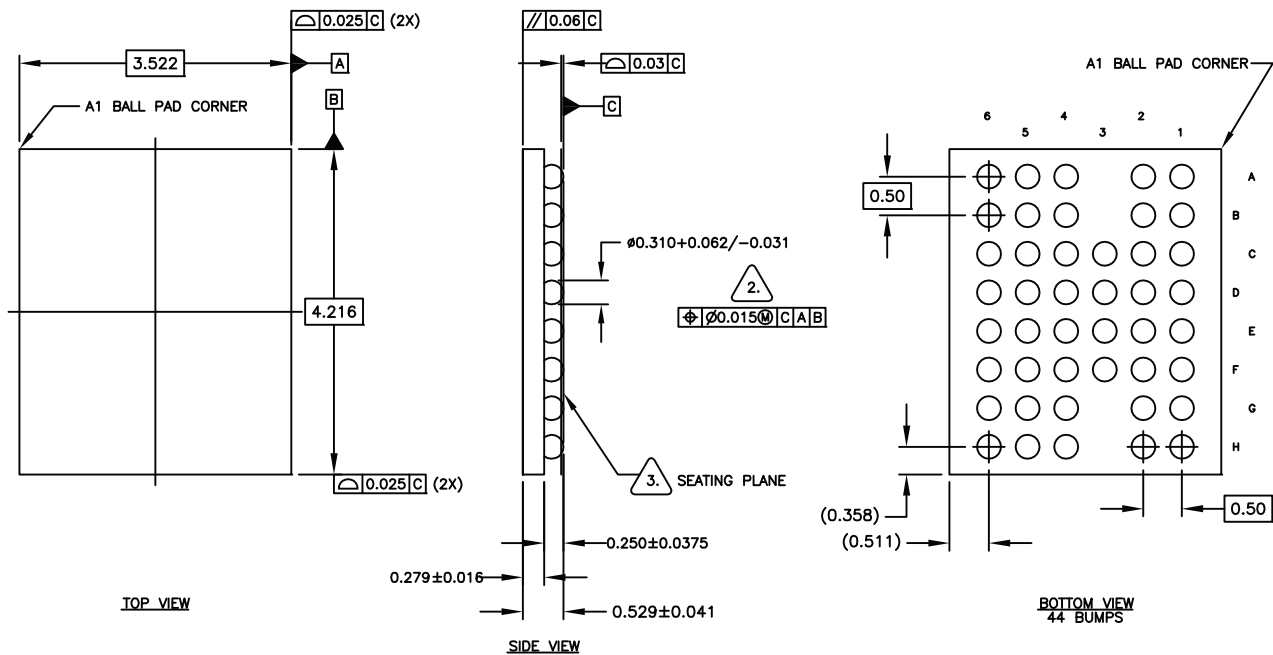 ⌓ 0.025 C (2X)
3.522
A
A1 BALL PAD CORNER
B
4.216
⌓ 0.025 C (2X)
TOP VIEW
// 0.06 C
⌓ 0.03 C
C
ø0.310+0.062/-0.031
2.
⌖ Ø0.015Ⓜ C A B
3. SEATING PLANE
0.250±0.0375
0.279±0.016
0.529±0.041
SIDE VIEW
A1 BALL PAD CORNER
6 4 2
5 3 1
A
B
C
D
E
F
G
H
0.50
0.50
(0.358)
(0.511)
BOTTOM VIEW
44 BUMPS